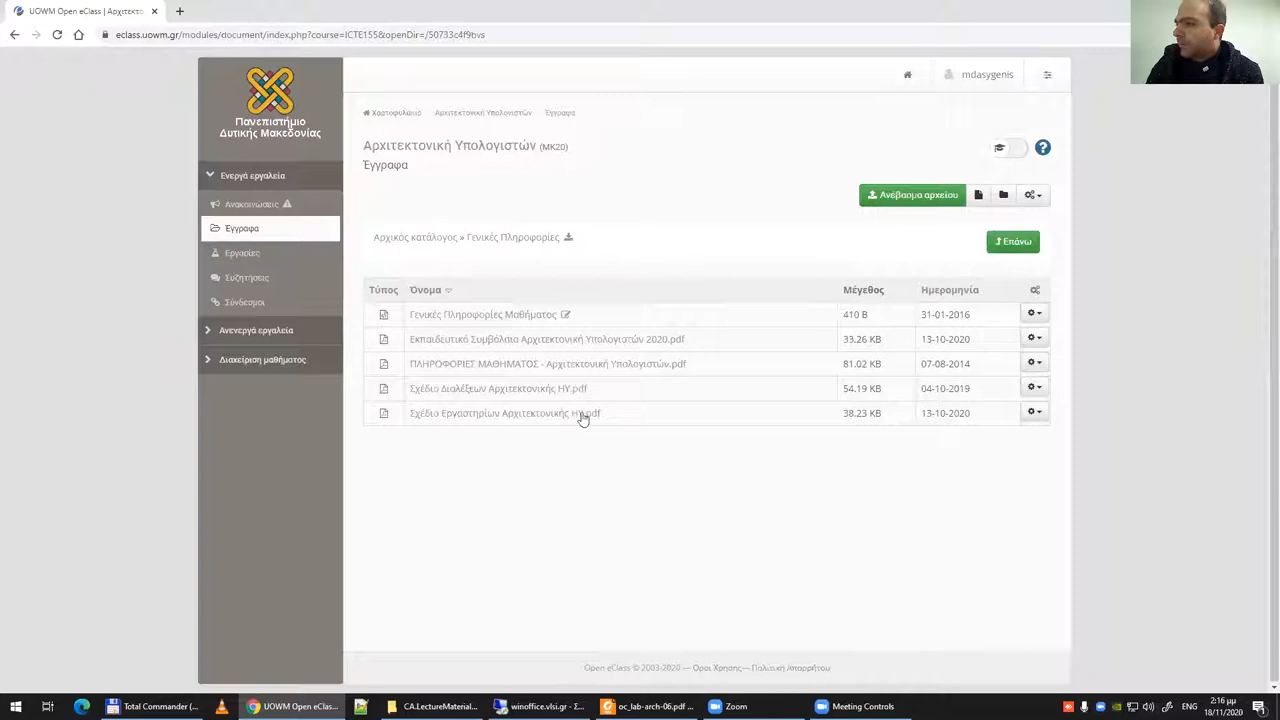 UOWM Open eClass | Αρχιτεκτο
eclass.uowm.gr/modules/document/index.php?course=ICTE155&openDir=/50733c4f9bvs
Πανεπιστήμιο
Δυτικής Μακεδονίας
mdasygenis
Χαρτοφυλάκιο Αρχιτεκτονική Υπολογιστών Έγγραφα
Αρχιτεκτονική Υπολογιστών (MK20)
Έγγραφα
Ενεργά εργαλεία
Ανακοινώσεις
Έγγραφα
Εργασίες
Συζητήσεις
Σύνδεσμοι
Ανενεργά εργαλεία
Διαχείριση μαθήματος
Ανέβασμα αρχείου
Αρχικός κατάλογος » Γενικές Πληροφορίες
Επάνω
Τύπος Όνομα Μέγεθος Ημερομηνία
Γενικές Πληροφορίες Μαθήματος 410 B 31-01-2016
Εκπαιδευτικό Συμβόλαιο Αρχιτεκτονική Υπολογιστών 2020.pdf 33.26 KB 13-10-2020
ΠΛΗΡΟΦΟΡΙΕΣ ΜΑΘΗΜΑΤΟΣ - Αρχιτεκτονική Υπολογιστών.pdf 81.02 KB 07-08-2014
Σχέδιο Διαλέξεων Αρχιτεκτονικής ΗΥ.pdf 54.19 KB 04-10-2019
Σχέδιο Εργαστηρίων Αρχιτεκτονικής ΗΥ.pdf 38.23 KB 13-10-2020
Open eClass © 2003-2020 — Όροι Χρήσης — Πολιτική Απορρήτου
Total Commander (... UOWM Open eClas... CA.LectureMaterial... winoffice.vlsi.gr - Σ... oc_lab-arch-06.pdf ... Zoom Meeting Controls ENG 2:16 μμ
18/11/2020